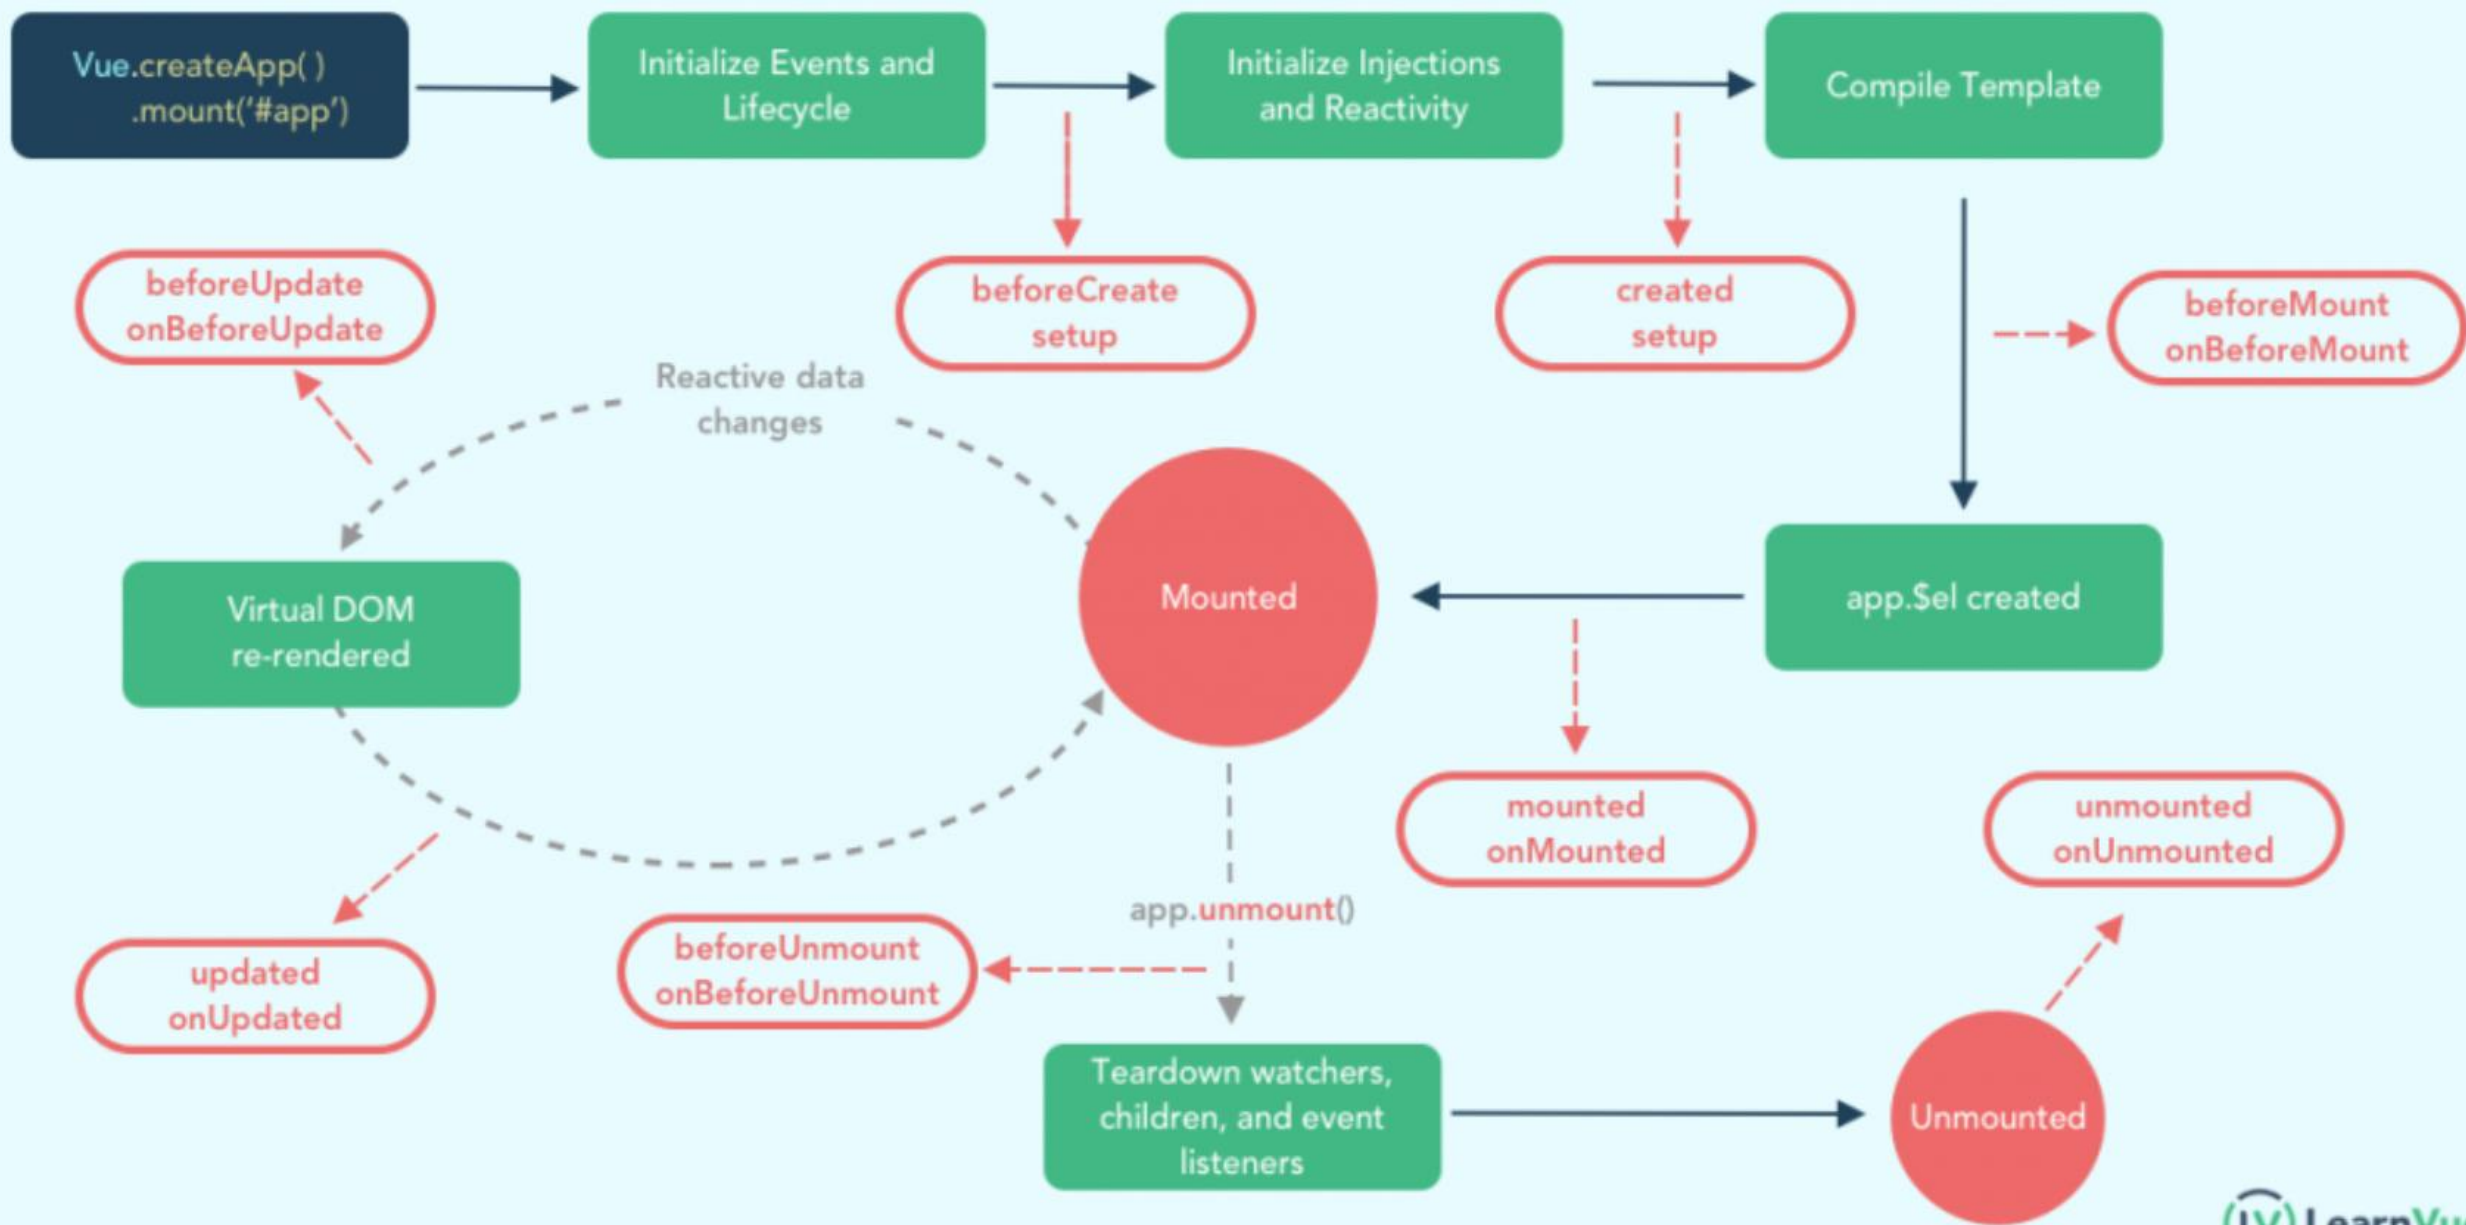 Vue.createApp( )
.mount('#app')
Initialize Events and
Lifecycle
Initialize Injections
and Reactivity
Compile Template
beforeUpdate
onBeforeUpdate
beforeCreate
setup
created
setup
beforeMount
onBeforeMount
Reactive data
changes
Virtual DOM
re-rendered
Mounted
app.$el created
mounted
onMounted
unmounted
onUnmounted
app.unmount()
updated
onUpdated
beforeUnmount
onBeforeUnmount
Teardown watchers,
children, and event
listeners
Unmounted
LearnVue